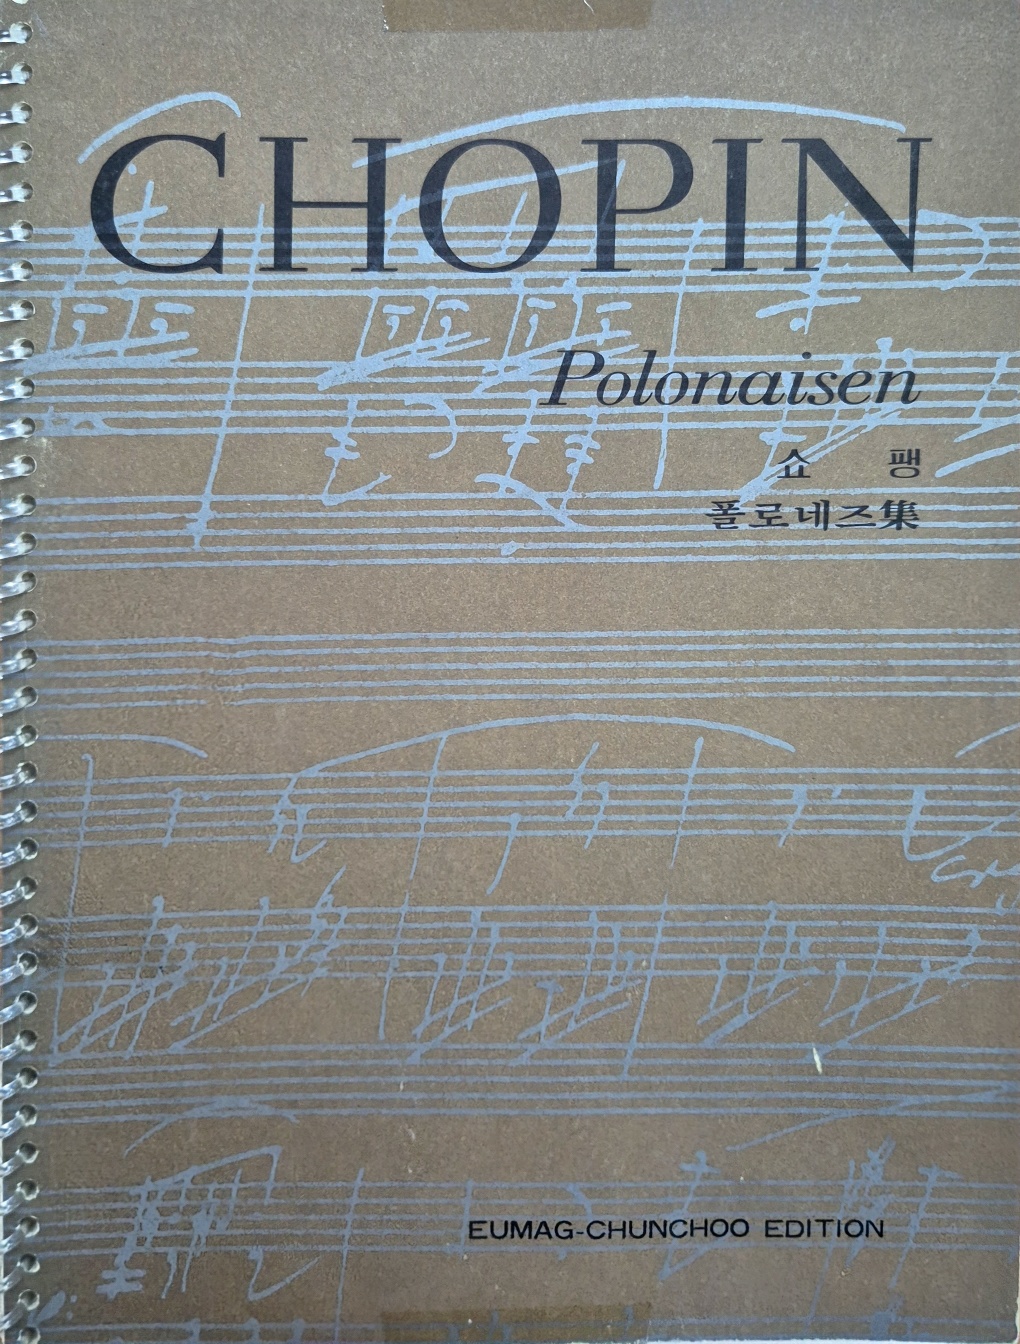 CHOPIN
Polonaisen
쇼 팽
폴로네즈集
EUMAG-CHUNCHOO EDITION